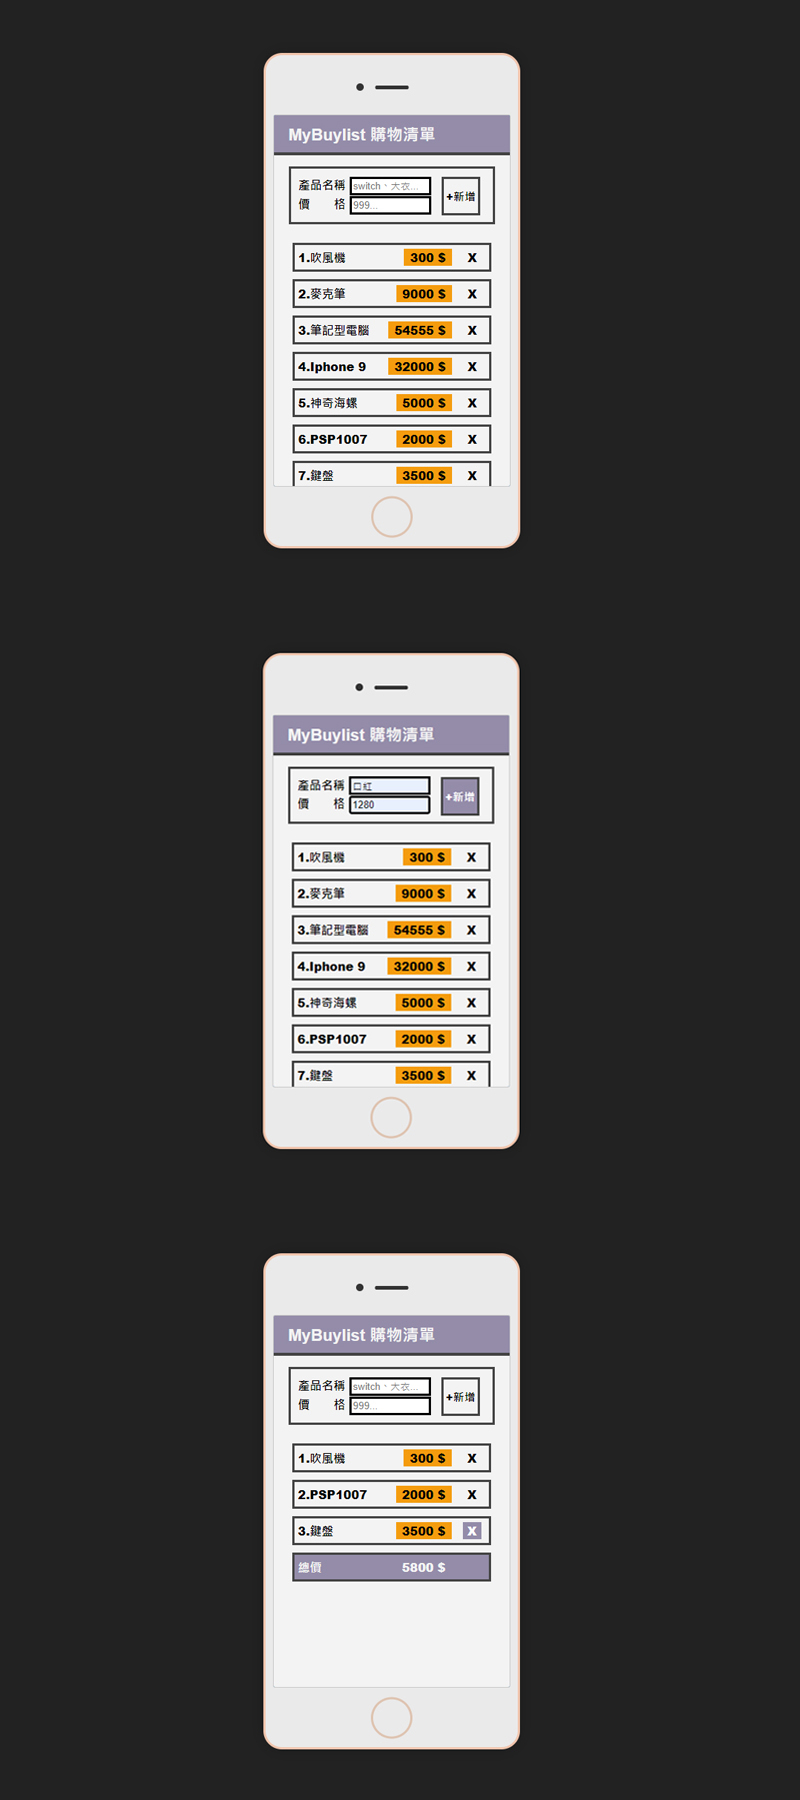 MyBuylist 購物清單
產品名稱 switch、大衣...
價 格 999...
+新增
1.吹風機 300 $ X
2.麥克筆 9000 $ X
3.筆記型電腦 54555 $ X
4.Iphone 9 32000 $ X
5.神奇海螺 5000 $ X
6.PSP1007 2000 $ X
7.鍵盤 3500 $ X
MyBuylist 購物清單
產品名稱 口紅
價 格 1280
+新增
1.吹風機 300 $ X
2.麥克筆 9000 $ X
3.筆記型電腦 54555 $ X
4.Iphone 9 32000 $ X
5.神奇海螺 5000 $ X
6.PSP1007 2000 $ X
7.鍵盤 3500 $ X
MyBuylist 購物清單
產品名稱 switch、大衣...
價 格 999...
+新增
1.吹風機 300 $ X
2.PSP1007 2000 $ X
3.鍵盤 3500 $ X
總價 5800 $